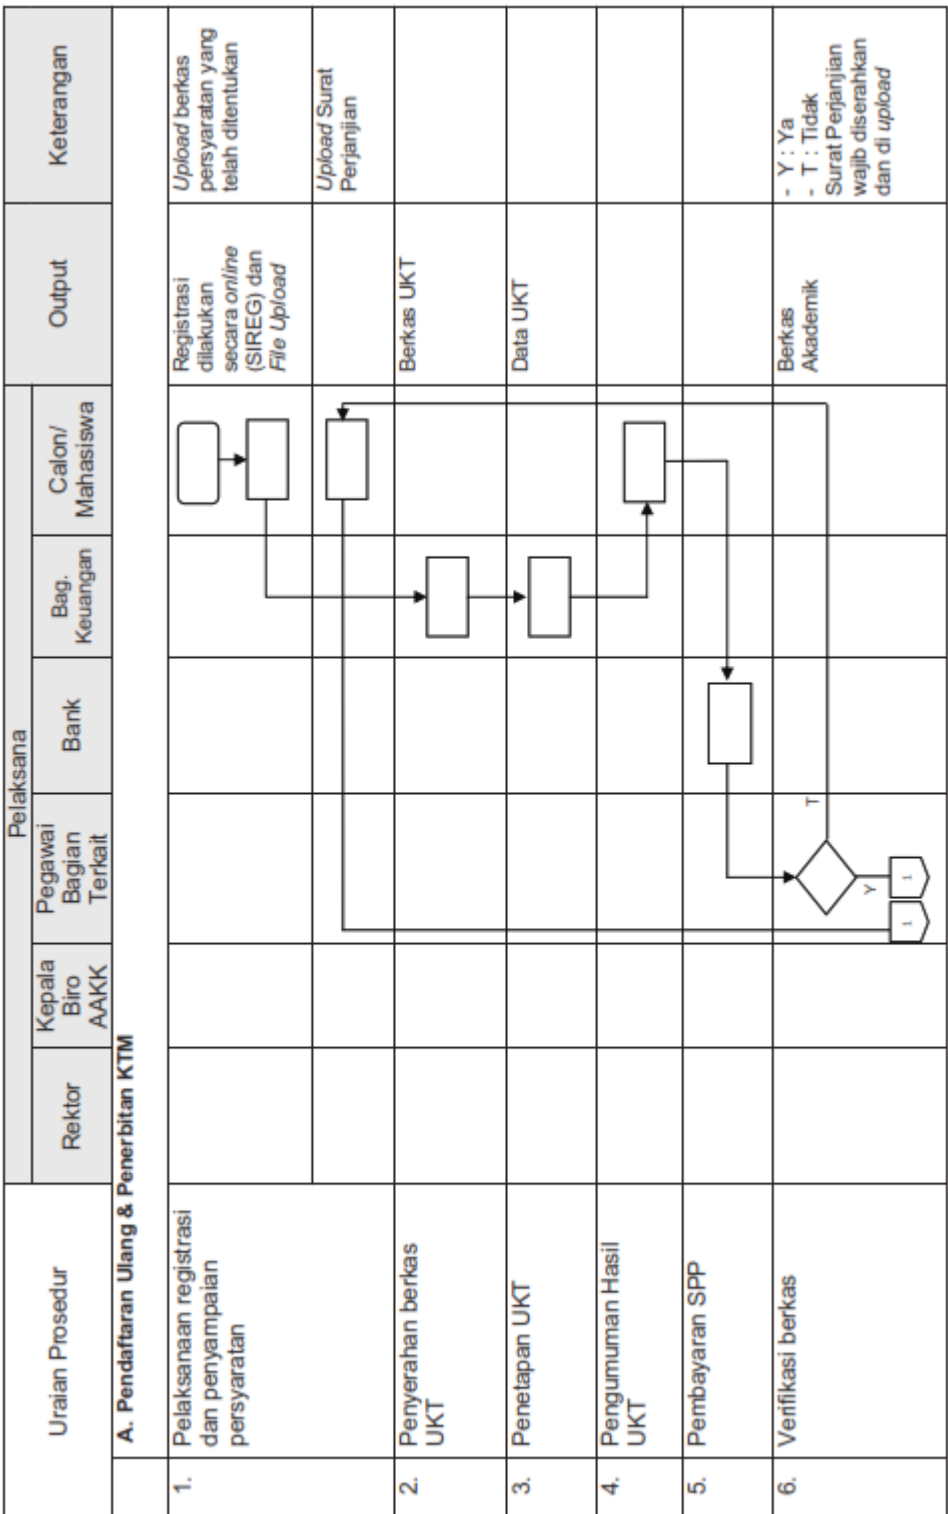 Uraian Prosedur
Pelaksana
Rektor
Kepala
Biro
AAKK
Pegawai
Bagian
Terkait
Bank
Bag.
Keuangan
Calon/
Mahasiswa
Output
Keterangan
A. Pendaftaran Ulang & Penerbitan KTM
1.
Pelaksanaan registrasi
dan penyampaian
persyaratan
Registrasi
dilakukan
secara online
(SIREG) dan
File Upload
Upload berkas
persyaratan yang
telah ditentukan
Upload Surat
Perjanjian
2.
Penyerahan berkas
UKT
Berkas UKT
3.
Penetapan UKT
Data UKT
4.
Pengumuman Hasil
UKT
5.
Pembayaran SPP
6.
Verifikasi berkas
T
Y
1
1
Berkas
Akademik
- Y : Ya
- T : Tidak
Surat Perjanjian
wajib diserahkan
dan di upload